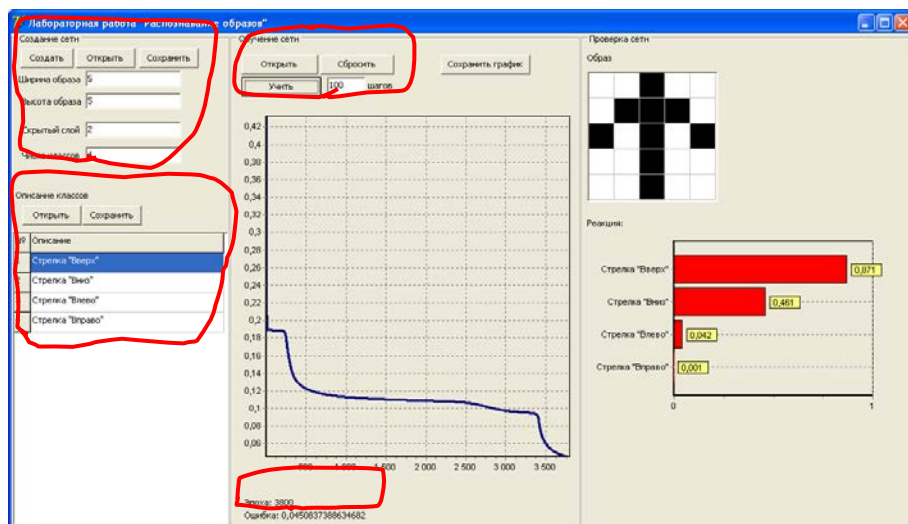 Лабораторная работа "Распознавание образов"
Создание сети
Создать Открыть Сохранить
Ширина образа 5
Высота образа 5
Скрытый слой 2
Число классов 4
Описание классов
Открыть Сохранить
№ Описание
Стрелка "Вверх"
Стрелка "Вниз"
Стрелка "Влево"
Стрелка "Вправо"
Обучение сети
Открыть Сбросить Сохранить график
Учить 100 шагов
0,42
0,4
0,38
0,36
0,34
0,32
0,3
0,28
0,26
0,24
0,22
0,2
0,18
0,16
0,14
0,12
0,1
0,08
0,06
500 1 000 1 500 2 000 2 500 3 000 3 500
Эпоха: 3800
Ошибка: 0,0450837388634682
Проверка сети
Образ
Реакция:
Стрелка "Вверх" 0,871
Стрелка "Вниз" 0,461
Стрелка "Влево" 0,042
Стрелка "Вправо" 0,001
0 1